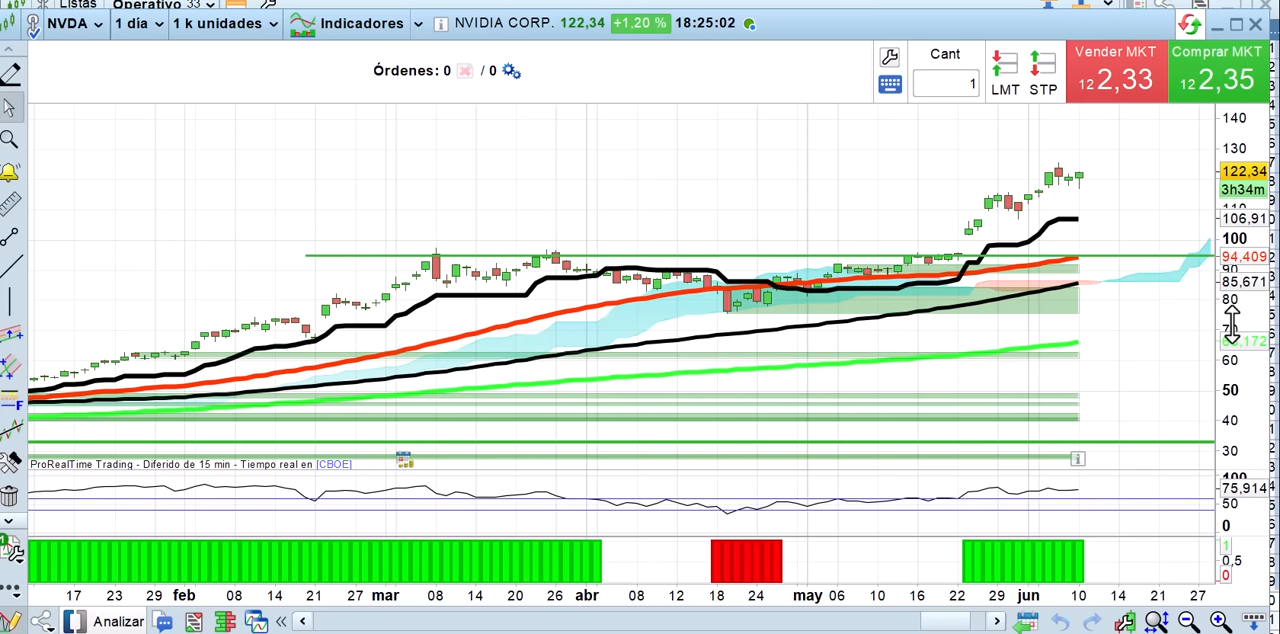 Listas Operativo 33
NVDA 1 día 1 k unidades Indicadores NVIDIA CORP. 122,34 +1.20 % 18:25:02
Órdenes: 0 / 0
Cant
1
LMT STP
Vender MKT
12 2,33
Comprar MKT
12 2,35
140
130
122,34
3h34m
106,91
100
94,409
90
85,671
80
60
50
40
30
ProRealTime Trading - Diferido de 15 min - Tiempo real en [CBOE]
100
75,914
50
0
1
0,5
0
17 23 29 feb 08 14 21 27 mar 08 14 20 26 abr 08 12 18 24 may 06 10 16 22 jun 10 14 21 27
Analizar